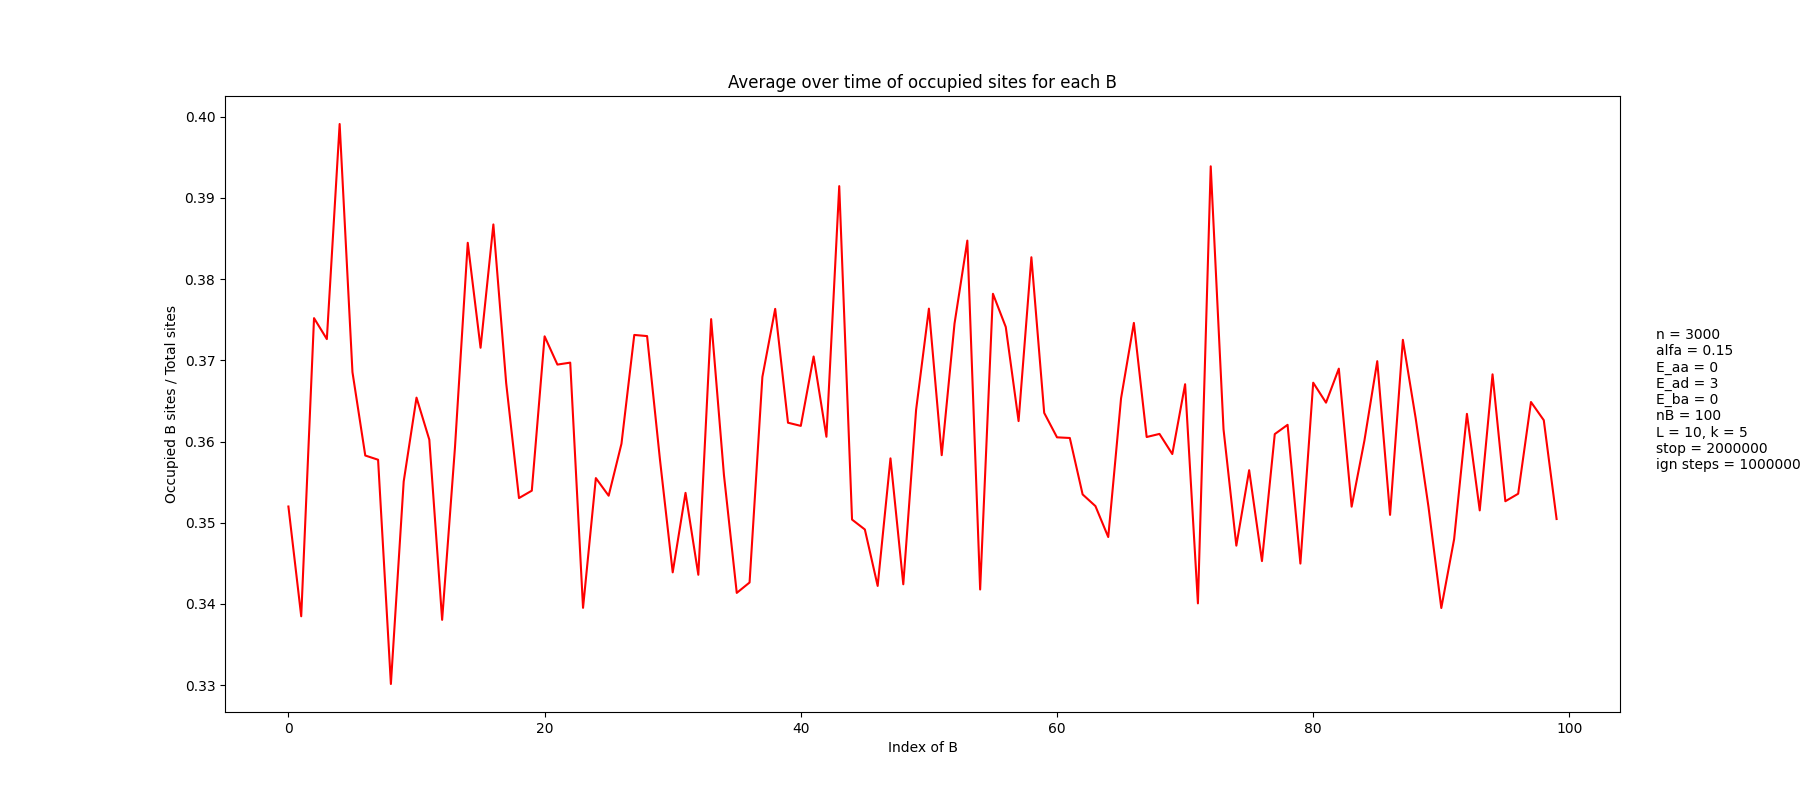 Average over time of occupied sites for each B
0.40
0.39
0.38
0.37
0.36
0.35
0.34
0.33
Occupied B sites / Total sites
0
20
40
60
80
100
Index of B
n = 3000
alfa = 0.15
E_aa = 0
E_ad = 3
E_ba = 0
nB = 100
L = 10, k = 5
stop = 2000000
ign steps = 1000000